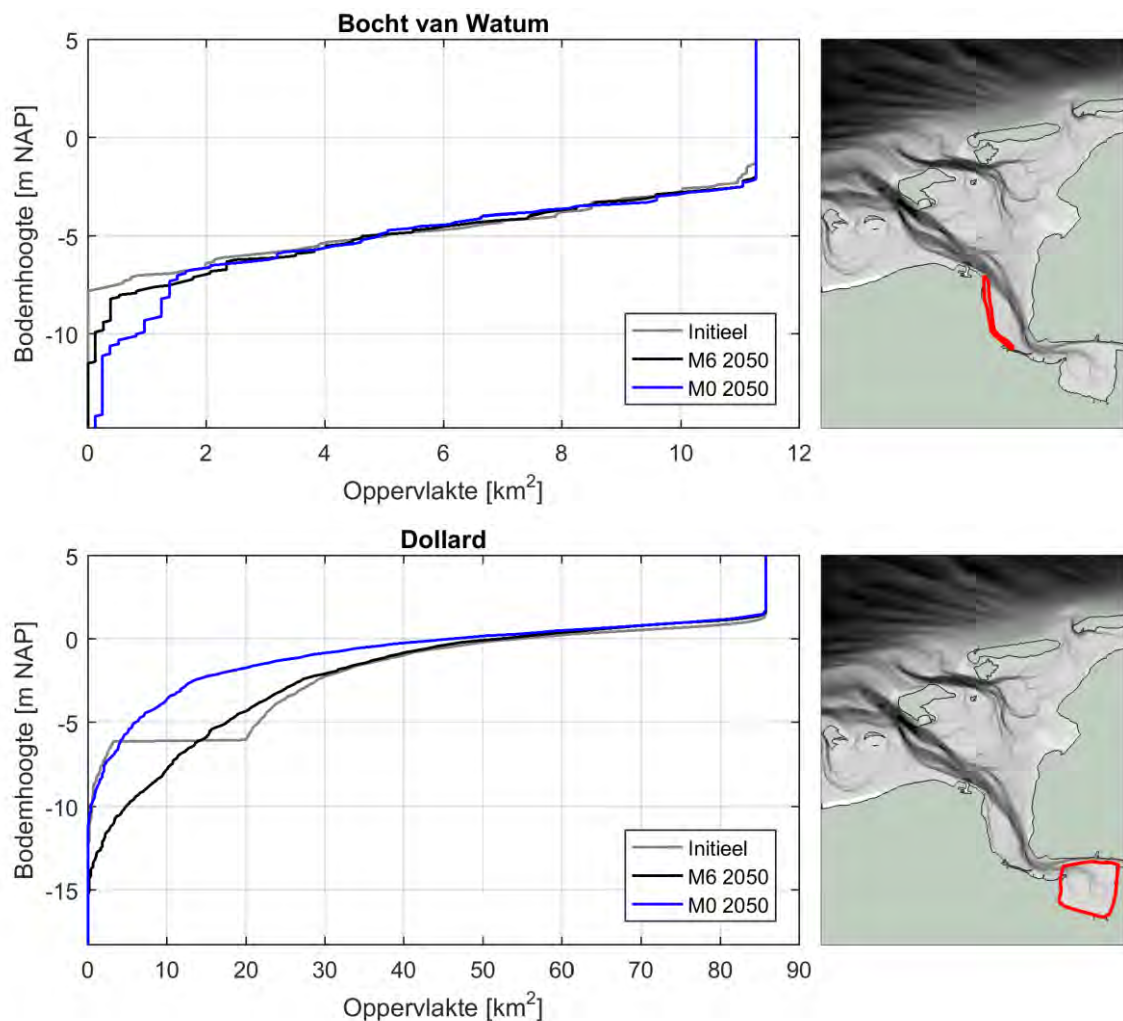 Bocht van Watum
5
0
-5
-10
Bodemhoogte [m NAP]
Initieel
M6 2050
M0 2050
0 2 4 6 8 10 12
Oppervlakte [km²]
Dollard
5
0
-5
-10
-15
Bodemhoogte [m NAP]
Initieel
M6 2050
M0 2050
0 10 20 30 40 50 60 70 80 90
Oppervlakte [km²]